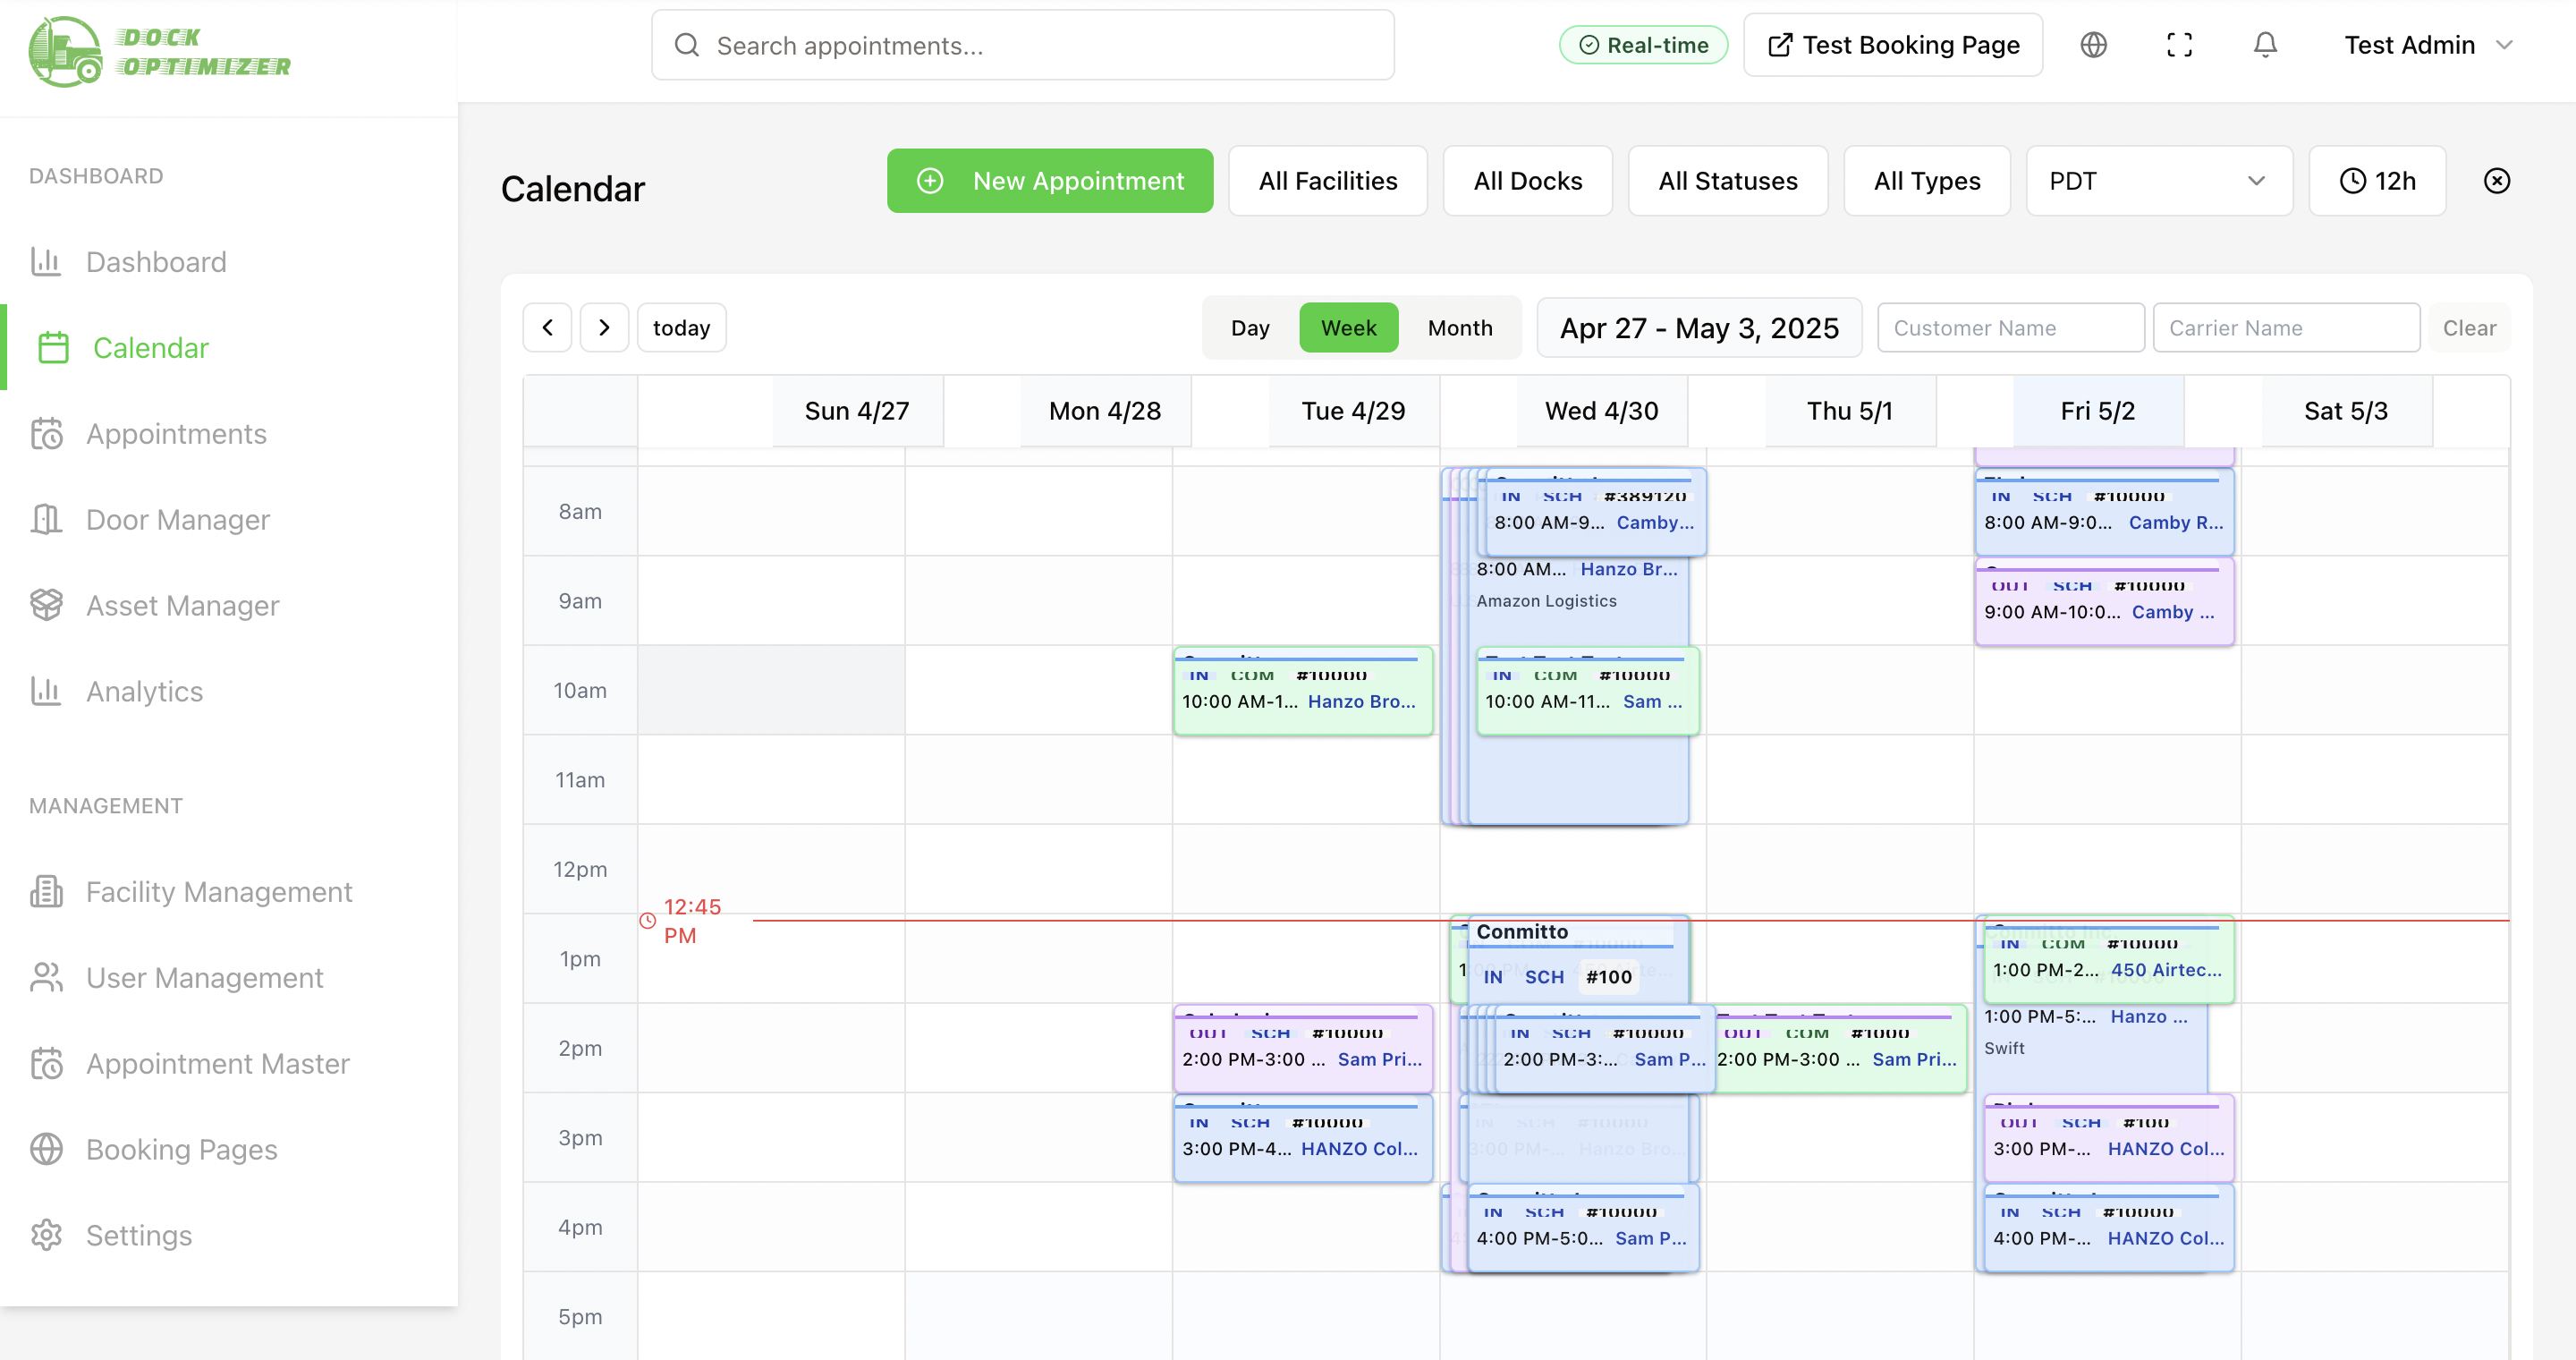 DOCK
OPTIMIZER
Search appointments...
Real-time
Test Booking Page
Test Admin
DASHBOARD
Dashboard
Calendar
Appointments
Door Manager
Asset Manager
Analytics
MANAGEMENT
Facility Management
User Management
Appointment Master
Booking Pages
Settings
Calendar
New Appointment
All Facilities
All Docks
All Statuses
All Types
PDT
12h
today
Day
Week
Month
Apr 27 - May 3, 2025
Customer Name
Carrier Name
Clear
Sun 4/27
Mon 4/28
Tue 4/29
Wed 4/30
Thu 5/1
Fri 5/2
Sat 5/3
8am
9am
10am
11am
12pm
12:45
PM
1pm
2pm
3pm
4pm
5pm
IN COM #10000
10:00 AM-1... Hanzo Bro...
OUT SCH #10000
2:00 PM-3:00 ... Sam Pri...
IN SCH #10000
3:00 PM-4... HANZO Col...
IN SCH #389120
8:00 AM-9... Camby...
8:00 AM... Hanzo Br...
Amazon Logistics
IN COM #10000
10:00 AM-11... Sam ...
Conmitto
IN SCH #100
IN SCH #10000
2:00 PM-3:... Sam P...
IN SCH #10000
3:00 PM-... Hanzo Bro...
IN SCH #10000
4:00 PM-5:0... Sam P...
OUT COM #1000
2:00 PM-3:00 ... Sam Pri...
IN SCH #10000
8:00 AM-9:0... Camby R...
OUT SCH #10000
9:00 AM-10:0... Camby ...
Conmitto Inc.
IN COM #10000
1:00 PM-2... 450 Airtec...
1:00 PM-5:... Hanzo ...
Swift
OUT SCH #100
3:00 PM-... HANZO Col...
IN SCH #10000
4:00 PM-... HANZO Col...